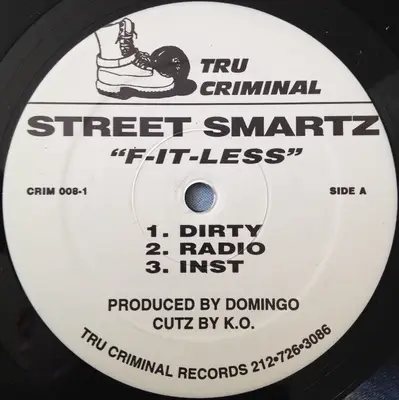 TRU
CRIMINAL
STREET SMARTZ
"F-IT-LESS"
CRIM 008-1
SIDE A
1. DIRTY
2. RADIO
3. INST
PRODUCED BY DOMINGO
CUTZ BY K.O.
TRU CRIMINAL RECORDS 212•726•3086